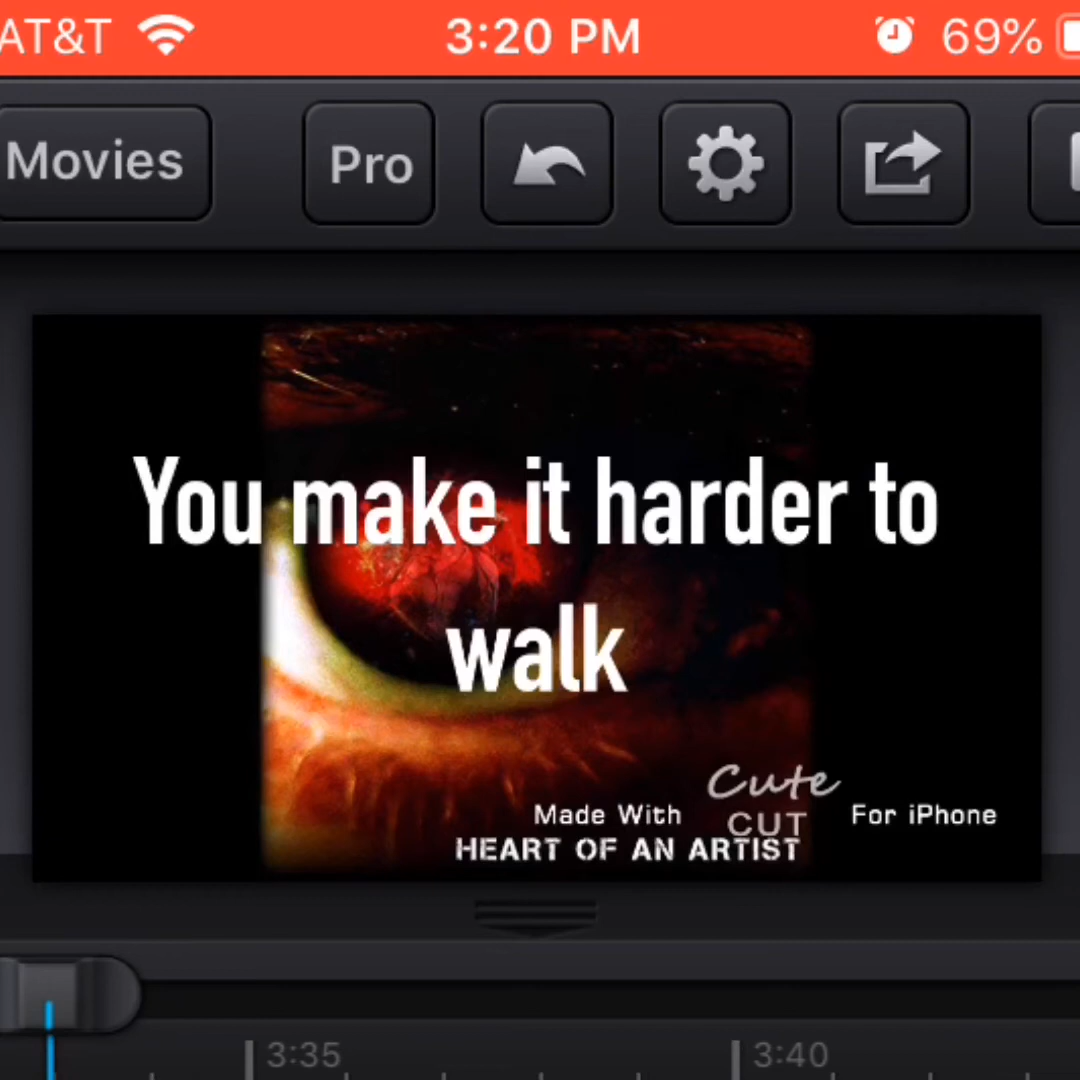 AT&T 3:20 PM 69%
Movies Pro
You make it harder to
walk
Cute
Made With CUT For iPhone
HEART OF AN ARTIST
3:35 3:40